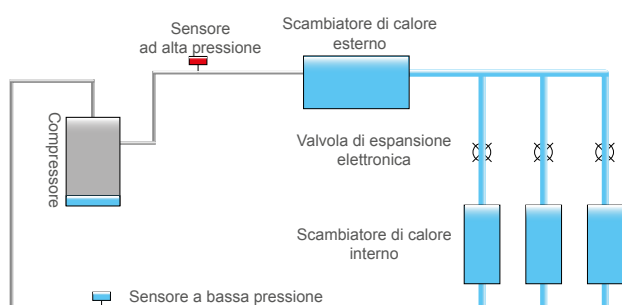 Sensore
ad alta pressione
Scambiatore di calore
esterno
Compressore
Valvola di espansione
elettronica
Scambiatore di calore
interno
Sensore a bassa pressione